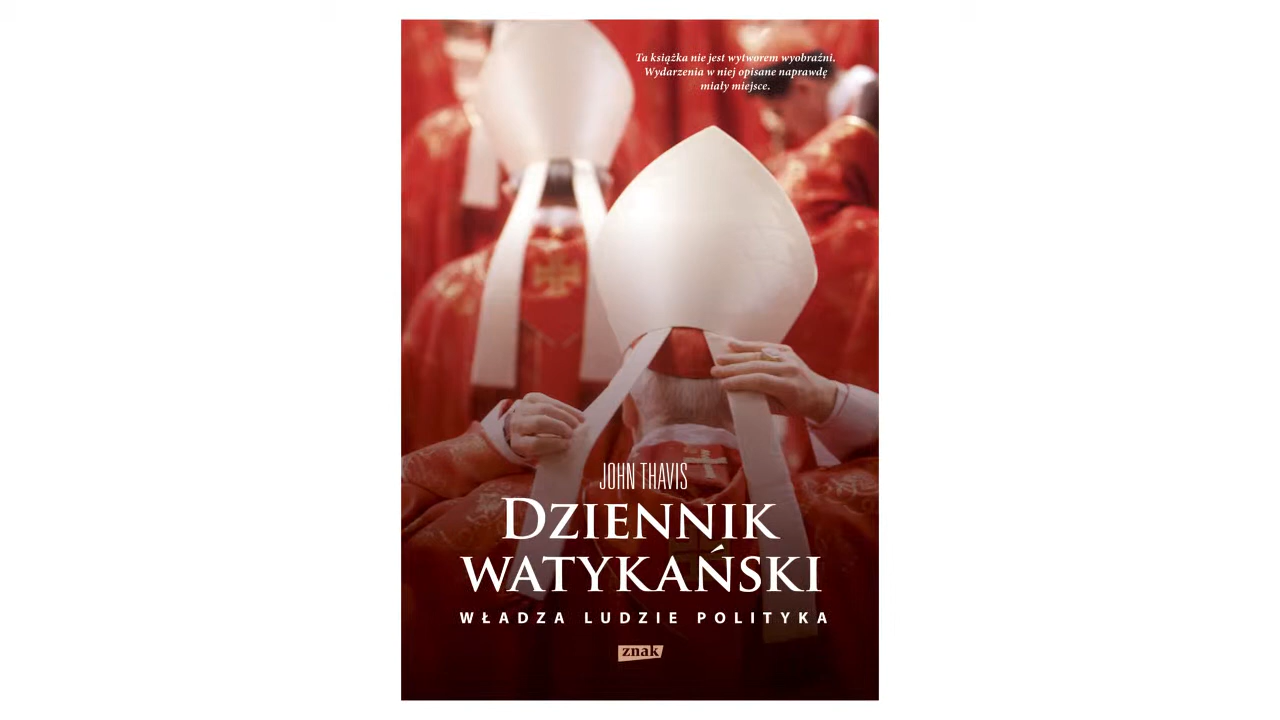 Ta książka nie jest wytworem wyobraźni.
Wydarzenia w niej opisane naprawdę
miały miejsce.
JOHN THAVIS
DZIENNIK
WATYKAŃSKI
WŁADZA LUDZIE POLITYKA
znak